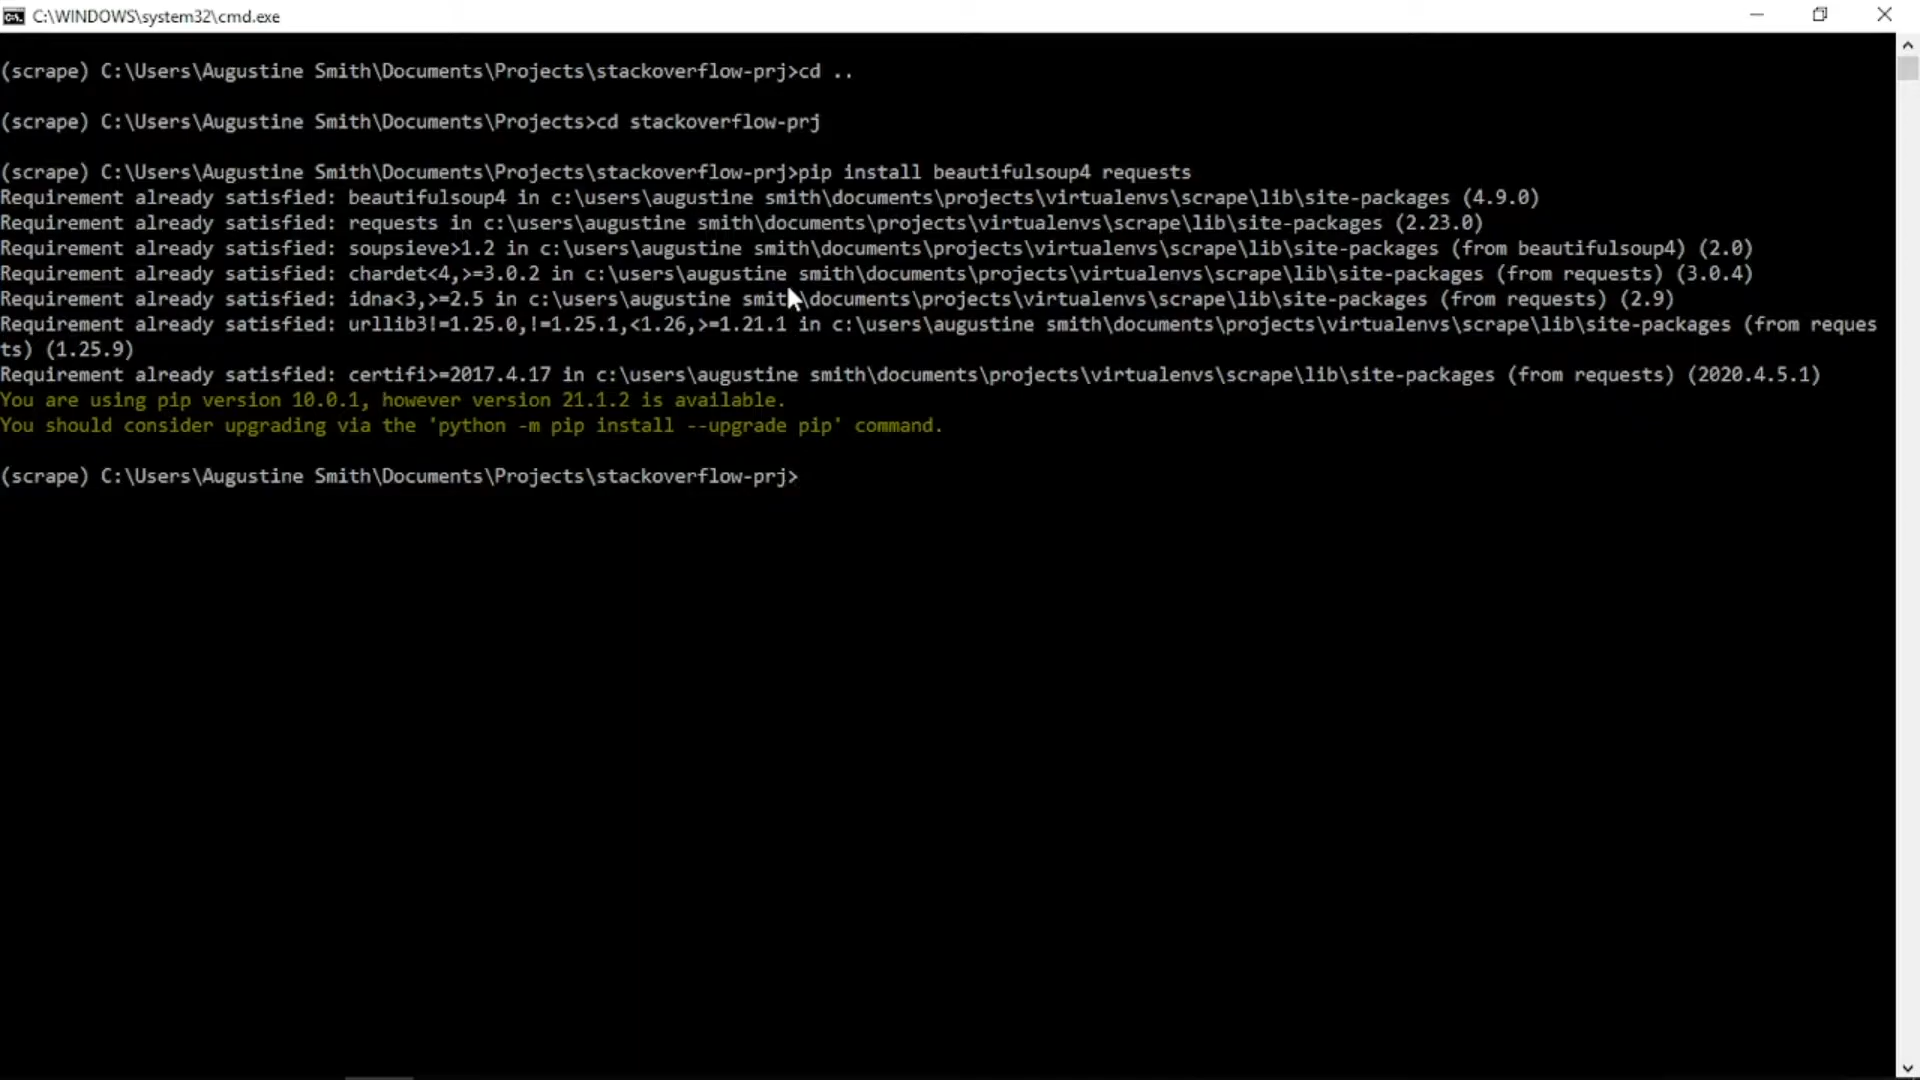 C:\WINDOWS\system32\cmd.exe
(scrape) C:\Users\Augustine Smith\Documents\Projects\stackoverflow-prj>cd ..
(scrape) C:\Users\Augustine Smith\Documents\Projects>cd stackoverflow-prj
(scrape) C:\Users\Augustine Smith\Documents\Projects\stackoverflow-prj>pip install beautifulsoup4 requests
Requirement already satisfied: beautifulsoup4 in c:\users\augustine smith\documents\projects\virtualenvs\scrape\lib\site-packages (4.9.0)
Requirement already satisfied: requests in c:\users\augustine smith\documents\projects\virtualenvs\scrape\lib\site-packages (2.23.0)
Requirement already satisfied: soupsieve>1.2 in c:\users\augustine smith\documents\projects\virtualenvs\scrape\lib\site-packages (from beautifulsoup4) (2.0)
Requirement already satisfied: chardet<4,>=3.0.2 in c:\users\augustine smith\documents\projects\virtualenvs\scrape\lib\site-packages (from requests) (3.0.4)
Requirement already satisfied: idna<3,>=2.5 in c:\users\augustine smith\documents\projects\virtualenvs\scrape\lib\site-packages (from requests) (2.9)
Requirement already satisfied: urllib3!=1.25.0,!=1.25.1,<1.26,>=1.21.1 in c:\users\augustine smith\documents\projects\virtualenvs\scrape\lib\site-packages (from reques
ts) (1.25.9)
Requirement already satisfied: certifi>=2017.4.17 in c:\users\augustine smith\documents\projects\virtualenvs\scrape\lib\site-packages (from requests) (2020.4.5.1)
You are using pip version 10.0.1, however version 21.1.2 is available.
You should consider upgrading via the 'python -m pip install --upgrade pip' command.
(scrape) C:\Users\Augustine Smith\Documents\Projects\stackoverflow-prj>